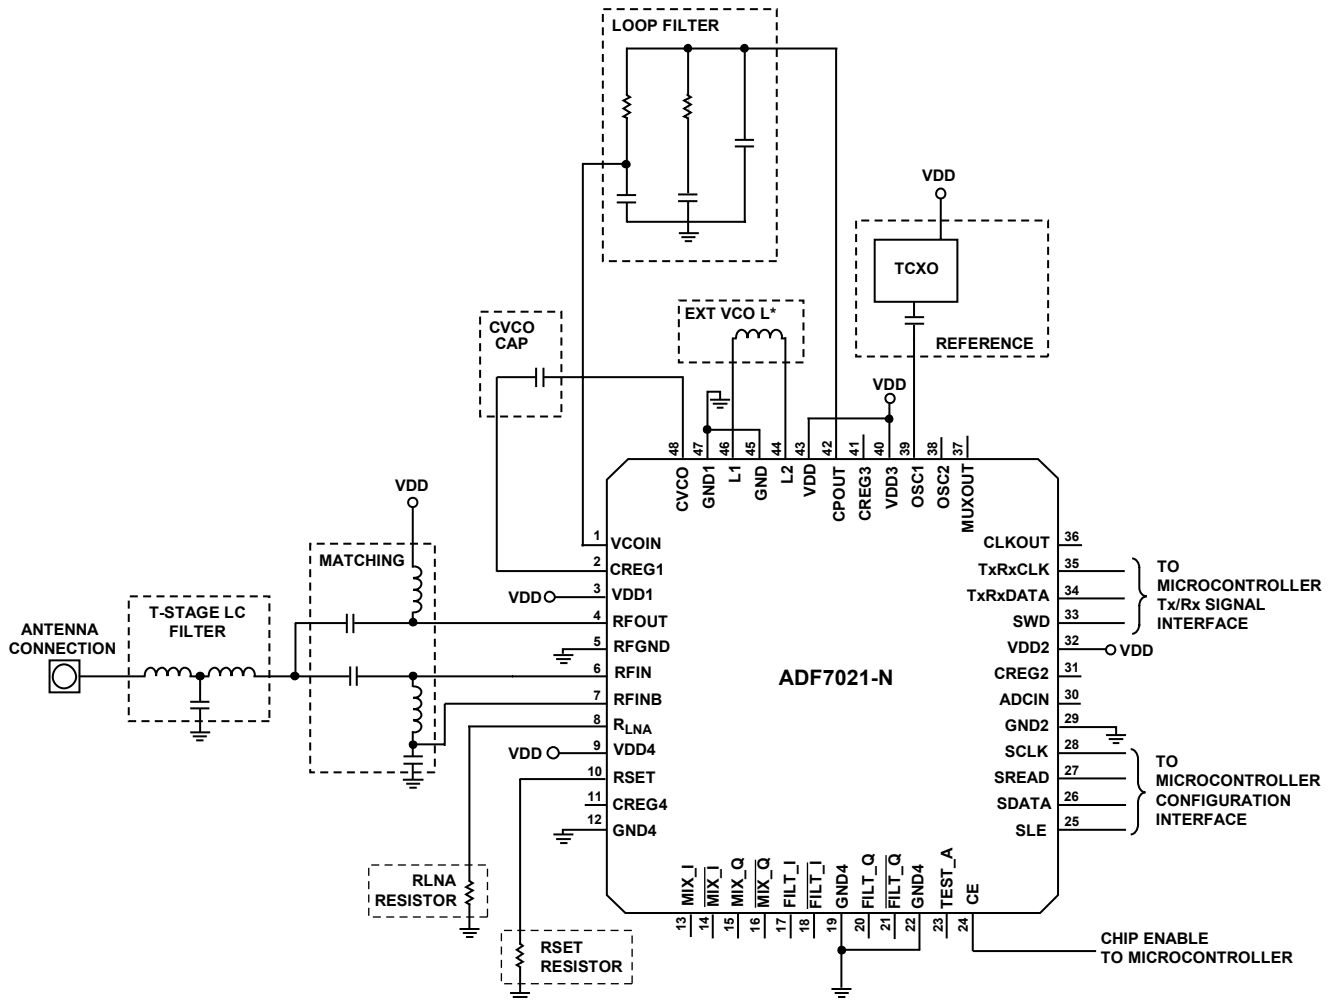 LOOP FILTER
VDD
TCXO
REFERENCE
EXT VCO L*
CVCO
CAP
VDD
48
47
46
45
44
43
42
41
40
39
38
37
CVCO
GND1
L1
GND
L2
VDD
CPOUT
CREG3
VDD3
OSC1
OSC2
MUXOUT
VDD
MATCHING
T-STAGE LC
FILTER
ANTENNA
CONNECTION
1 VCOIN
2 CREG1
VDD 3 VDD1
4 RFOUT
5 RFGND
6 RFIN
7 RFINB
8 RLNA
VDD 9 VDD4
10 RSET
11 CREG4
12 GND4
ADF7021-N
CLKOUT 36
TxRxCLK 35
TxRxDATA 34
SWD 33
VDD2 32 VDD
CREG2 31
ADCIN 30
GND2 29
SCLK 28
SREAD 27
SDATA 26
SLE 25
TO
MICROCONTROLLER
Tx/Rx SIGNAL
INTERFACE
TO
MICROCONTROLLER
CONFIGURATION
INTERFACE
RLNA
RESISTOR
RSET
RESISTOR
MIX_I
MIX_I
MIX_Q
MIX_Q
FILT_I
FILT_I
GND4
FILT_Q
FILT_Q
GND4
TEST_A
CE
13
14
15
16
17
18
19
20
21
22
23
24
CHIP ENABLE
TO MICROCONTROLLER